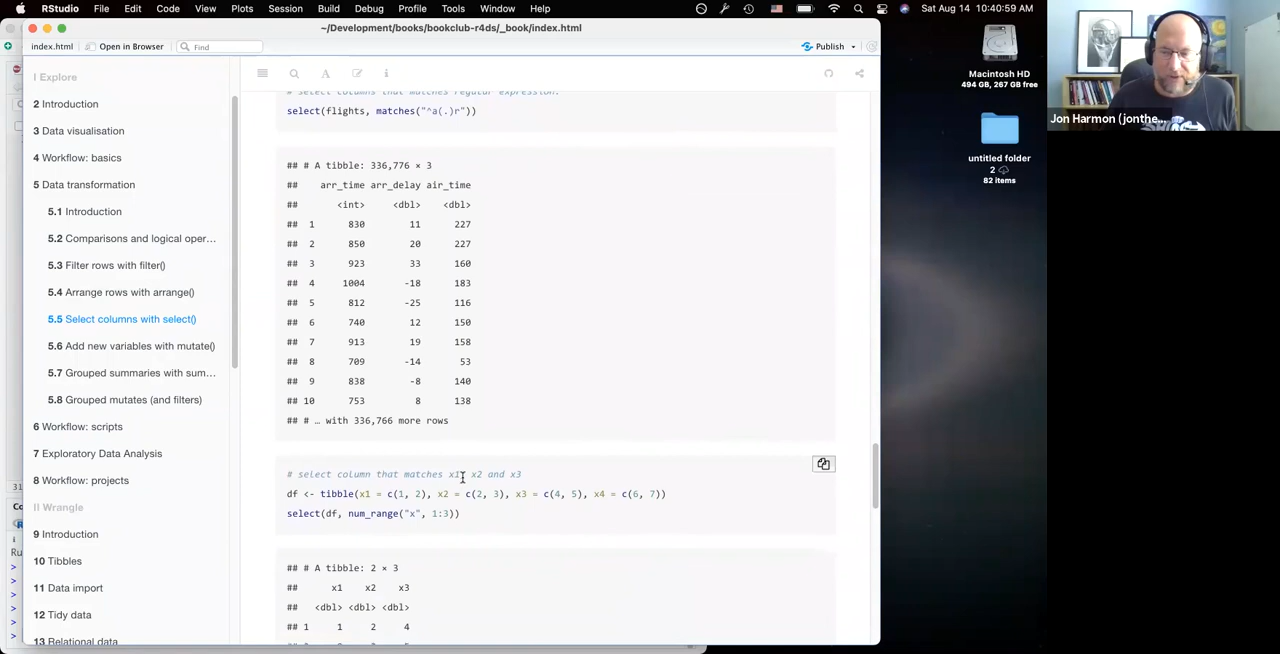 RStudio File Edit Code View Plots Session Build Debug Profile Tools Window Help Sat Aug 14 10:40:59 AM
~/Development/books/bookclub-r4ds/_book/index.html
index.html Open in Browser Find Publish
I Explore
2 Introduction
3 Data visualisation
4 Workflow: basics
5 Data transformation
5.1 Introduction
5.2 Comparisons and logical oper…
5.3 Filter rows with filter()
5.4 Arrange rows with arrange()
5.5 Select columns with select()
5.6 Add new variables with mutate()
5.7 Grouped summaries with sum…
5.8 Grouped mutates (and filters)
6 Workflow: scripts
7 Exploratory Data Analysis
8 Workflow: projects
II Wrangle
9 Introduction
10 Tibbles
11 Data import
12 Tidy data
13 Relational data
# select columns that matches regular expression.
select(flights, matches("^a(.)r"))
## # A tibble: 336,776 × 3
## arr_time arr_delay air_time
## <int> <dbl> <dbl>
## 1 830 11 227
## 2 850 20 227
## 3 923 33 160
## 4 1004 -18 183
## 5 812 -25 116
## 6 740 12 150
## 7 913 19 158
## 8 709 -14 53
## 9 838 -8 140
## 10 753 8 138
## # … with 336,766 more rows
# select column that matches x1, x2 and x3
df <- tibble(x1 = c(1, 2), x2 = c(2, 3), x3 = c(4, 5), x4 = c(6, 7))
select(df, num_range("x", 1:3))
## # A tibble: 2 × 3
## x1 x2 x3
## <dbl> <dbl> <dbl>
## 1 1 2 4
Macintosh HD
494 GB, 267 GB free
untitled folder
2
82 items
Jon Harmon (jonthe...